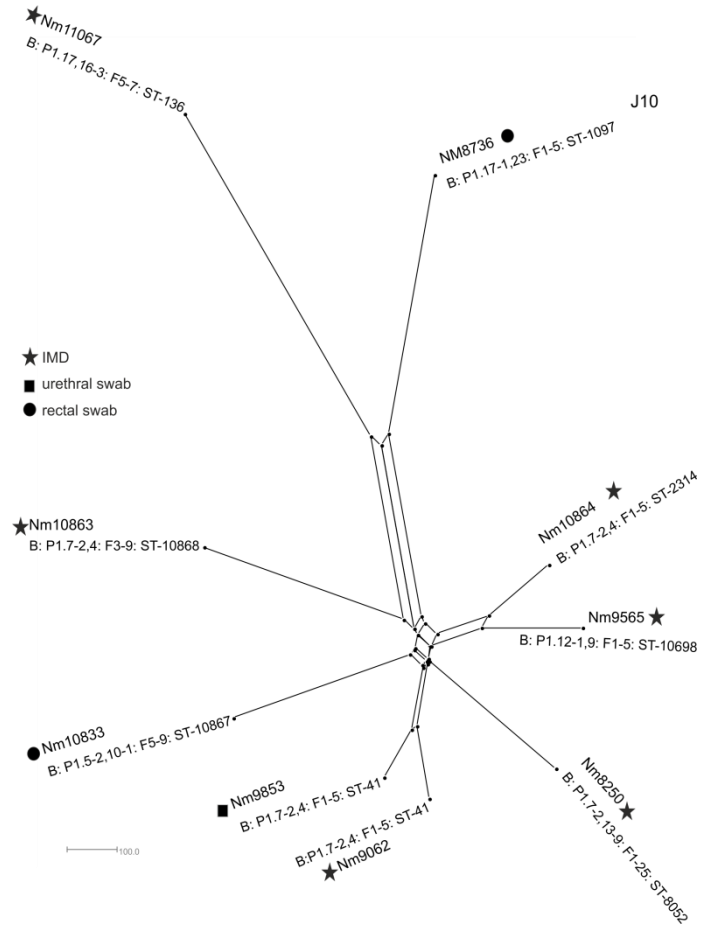 Nm11067
B: P1.17,16-3: F5-7: ST-136
J10
NM8736
B: P1.17-1,23: F1-5: ST-1097
IMD
urethral swab
rectal swab
Nm10864
B: P1.7-2,4: F1-5: ST-2314
Nm10863
B: P1.7-2,4: F3-9: ST-10868
Nm9565
B: P1.12-1,9: F1-5: ST-10698
Nm10833
B: P1.5-2,10-1: F5-9: ST-10867
Nm9853
B: P1.7-2,4: F1-5: ST-41
B:P1.7-2,4: F1-5: ST-41
Nm9062
Nm8250
B: P1.7-2,13-9: F1-25: ST-8052
100.0